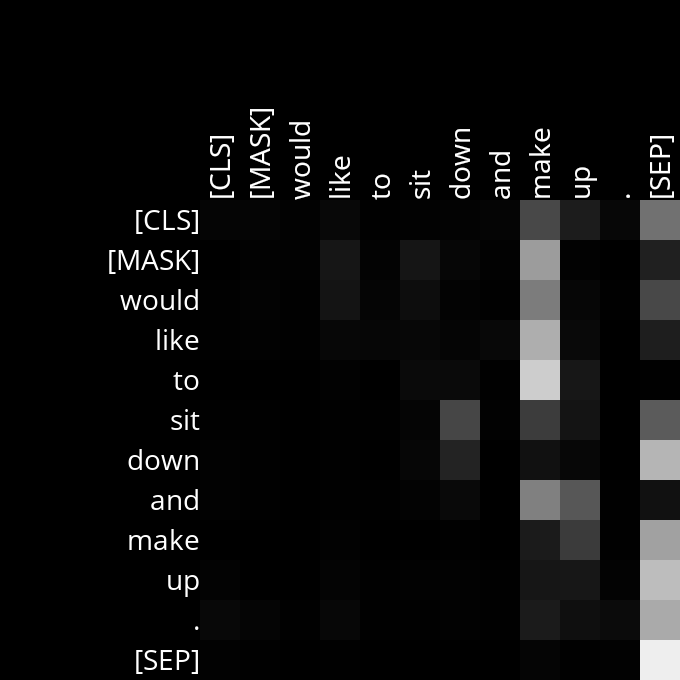 [CLS] [MASK] would like to sit down and make up . [SEP]
[CLS]
[MASK]
would
like
to
sit
down
and
make
up
.
[SEP]